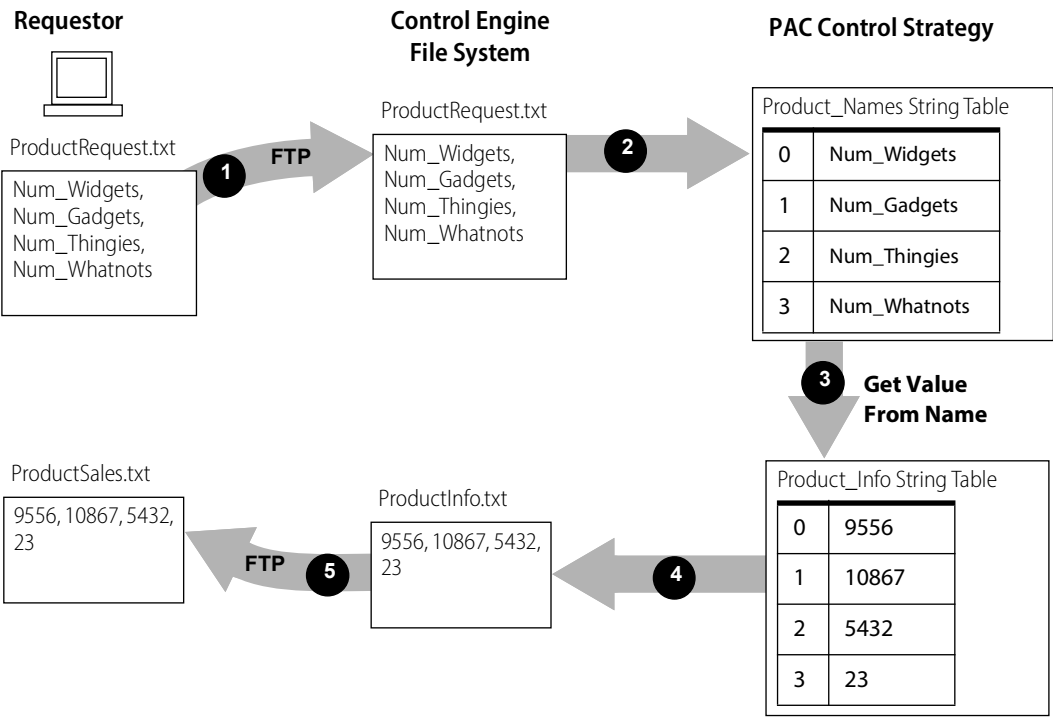 Requestor
Control Engine
File System
PAC Control Strategy
ProductRequest.txt
Num_Widgets,
Num_Gadgets,
Num_Thingies,
Num_Whatnots
1
FTP
ProductRequest.txt
Num_Widgets,
Num_Gadgets,
Num_Thingies,
Num_Whatnots
2
Product_Names String Table
0 Num_Widgets
1 Num_Gadgets
2 Num_Thingies
3 Num_Whatnots
3
Get Value
From Name
Product_Info String Table
0 9556
1 10867
2 5432
3 23
4
ProductInfo.txt
9556, 10867, 5432,
23
5
FTP
ProductSales.txt
9556, 10867, 5432,
23